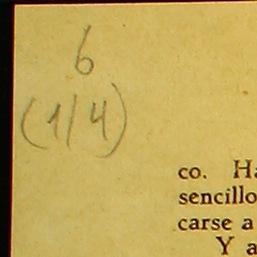 6
(1/4)
co. Ha
sencillo
carse a
Y a